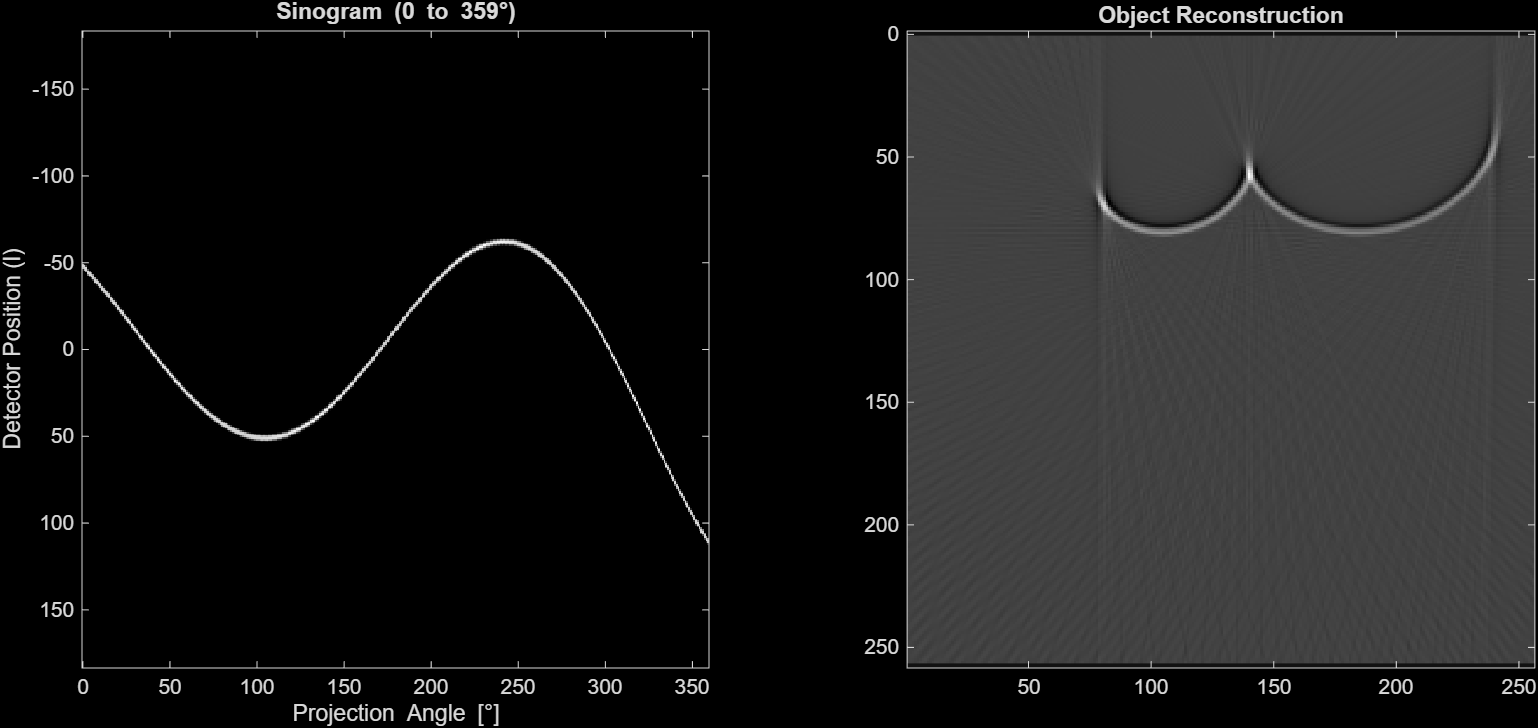 Sinogram (0 to 359°)
-150
-100
-50
0
50
100
150
Detector Position (l)
0 50 100 150 200 250 300 350
Projection Angle [°]
Object Reconstruction
0
50
100
150
200
250
50 100 150 200 250